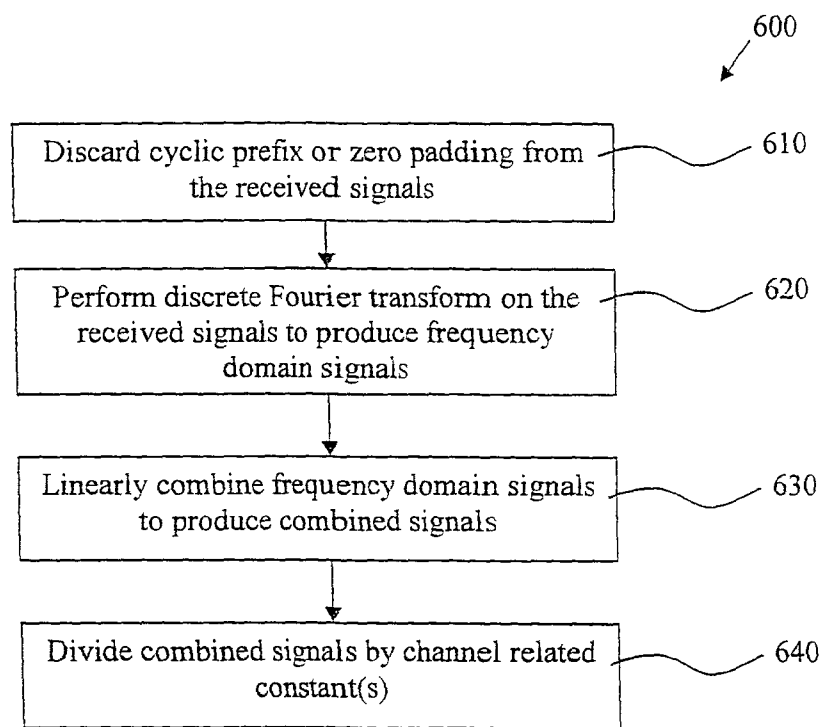 600
Discard cyclic prefix or zero padding from
the received signals
610
Perform discrete Fourier transform on the
received signals to produce frequency
domain signals
620
Linearly combine frequency domain signals
to produce combined signals
630
Divide combined signals by channel related
constant(s)
640